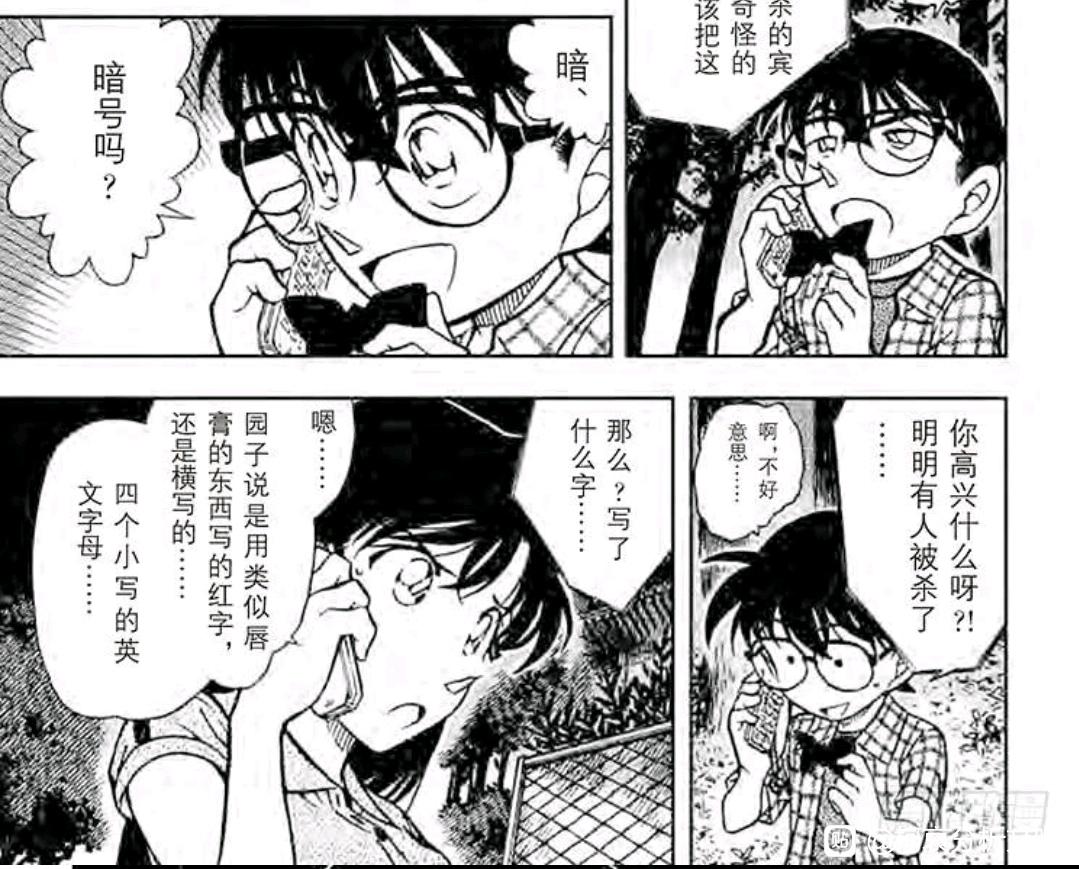 杀的宾
奇怪的
该把这
暗、
暗号吗？
你高兴什么呀?!
明明有人被杀了
……
啊,不好
意思……
那么？写了
什么字……
嗯……
园子说是用类似唇
膏的东西写的红字，
还是横写的……
四个小写的英
文字母……
贴